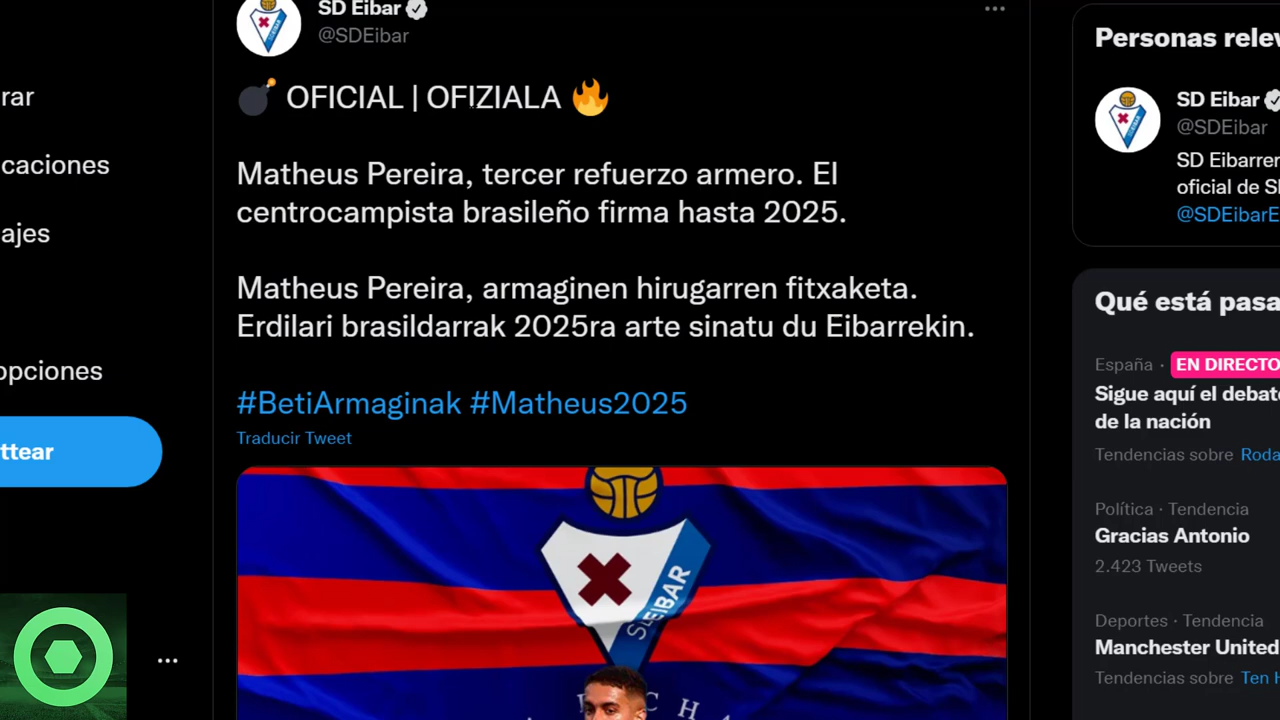 SD Eibar
@SDEibar
OFICIAL | OFIZIALA
Matheus Pereira, tercer refuerzo armero. El
centrocampista brasileño firma hasta 2025.
Matheus Pereira, armaginen hirugarren fitxaketa.
Erdilari brasildarrak 2025ra arte sinatu du Eibarrekin.
#BetiArmaginak #Matheus2025
Traducir Tweet
SD EIBAR
rar
caciones
ajes
opciones
ttear
Personas relev
SD Eibar
@SDEibar
SD Eibarren
oficial de SD
@SDEibarE
Qué está pasa
España · EN DIRECTO
Sigue aquí el debate
de la nación
Tendencias sobre Roda
Política · Tendencia
Gracias Antonio
2.423 Tweets
Deportes · Tendencia
Manchester United
Tendencias sobre Ten H